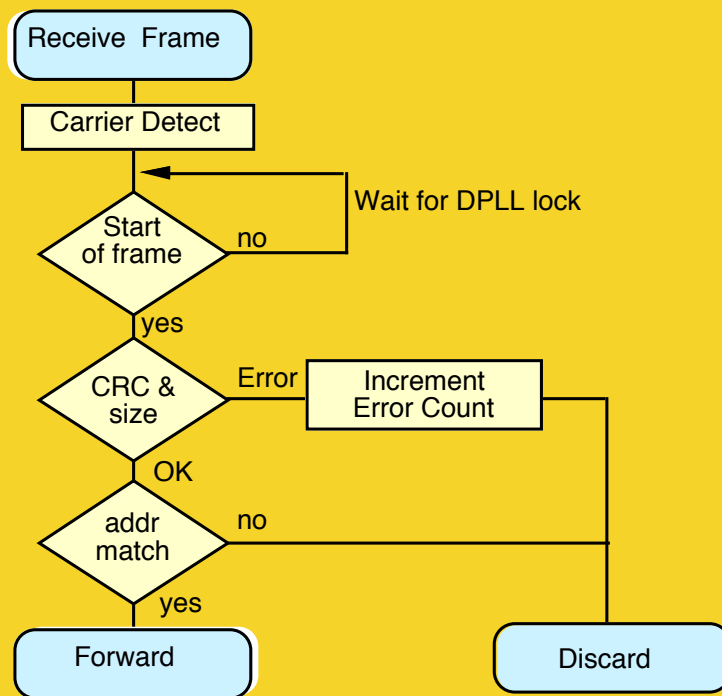 Receive Frame
Carrier Detect
Wait for DPLL lock
Start
of frame
no
yes
CRC &
size
Error
Increment
Error Count
OK
addr
match
no
yes
Forward
Discard